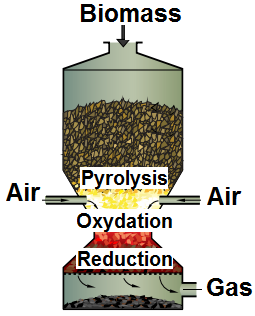 Biomass
Pyrolysis
Air
Air
Oxydation
Reduction
Gas